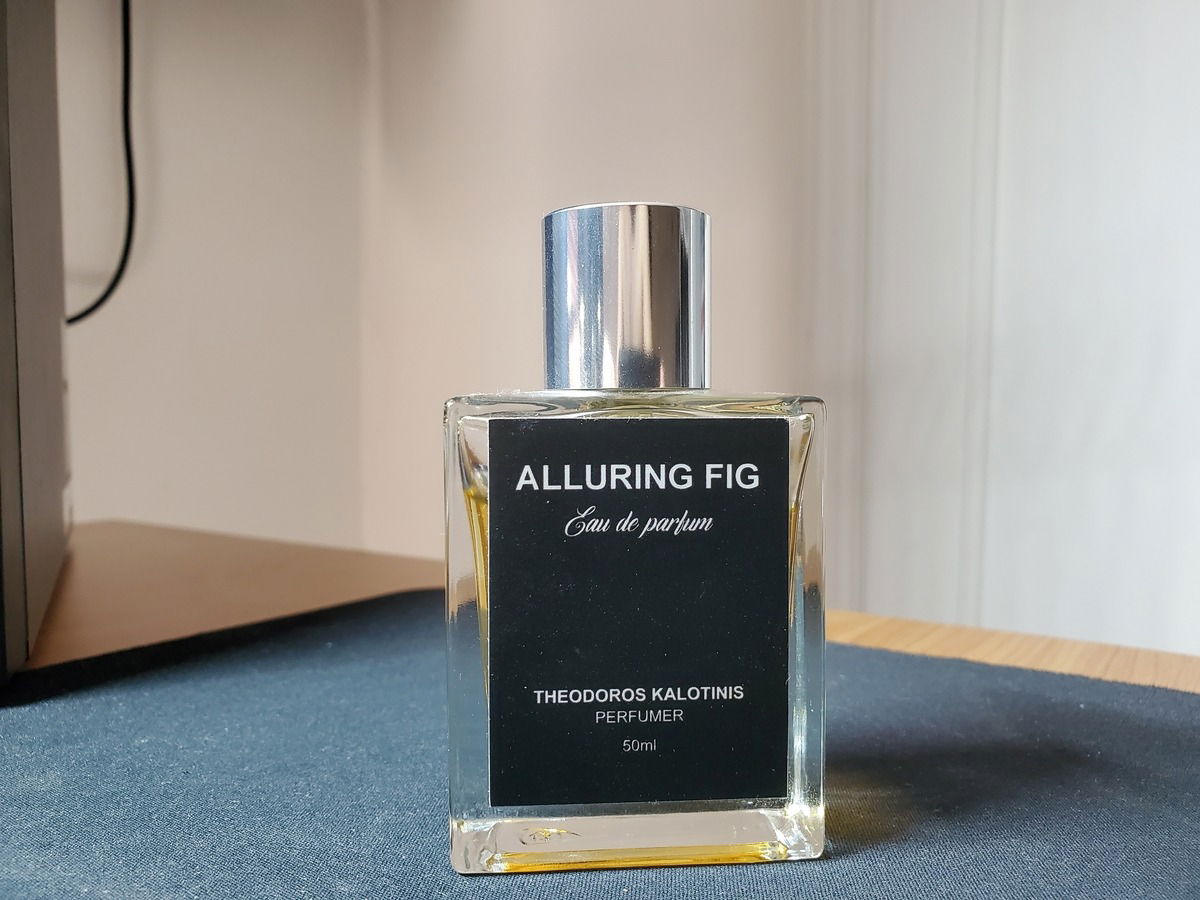 ALLURING FIG
Eau de parfum
THEODOROS KALOTINIS
PERFUMER
50ml